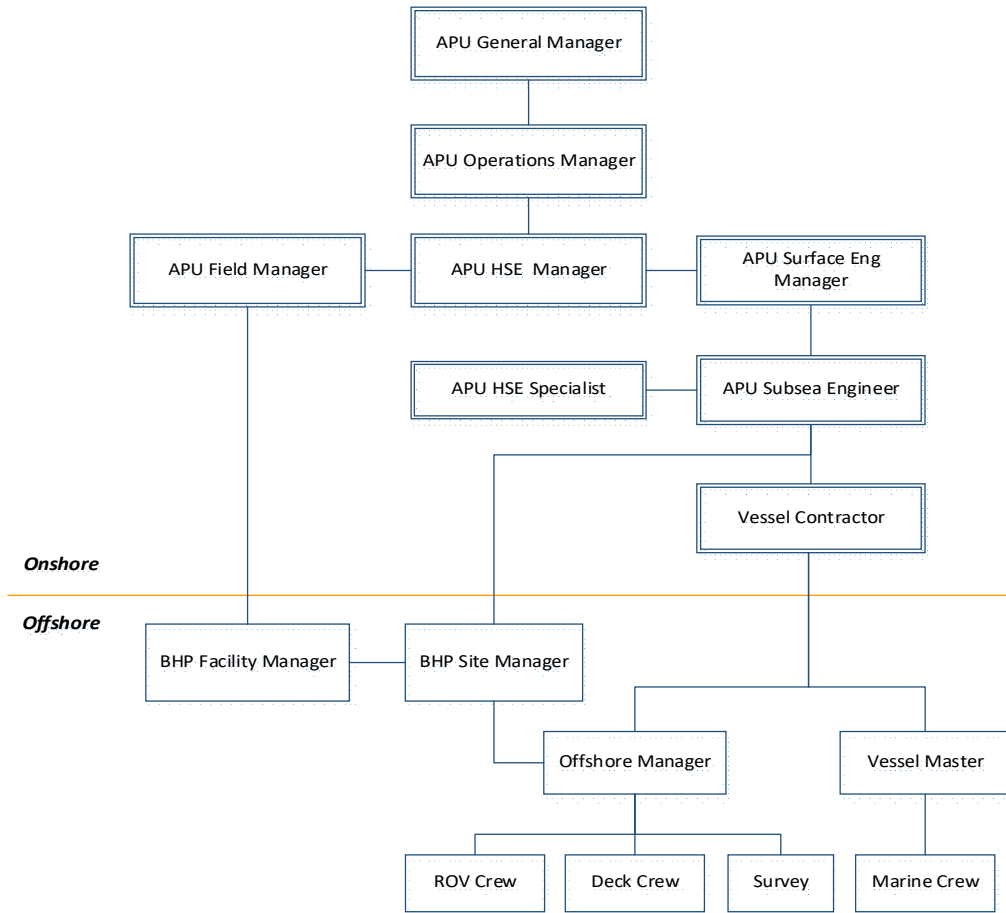 APU General Manager
APU Operations Manager
APU Field Manager
APU HSE Manager
APU Surface Eng
Manager
APU HSE Specialist
APU Subsea Engineer
Vessel Contractor
Onshore
Offshore
BHP Facility Manager
BHP Site Manager
Offshore Manager
Vessel Master
ROV Crew
Deck Crew
Survey
Marine Crew